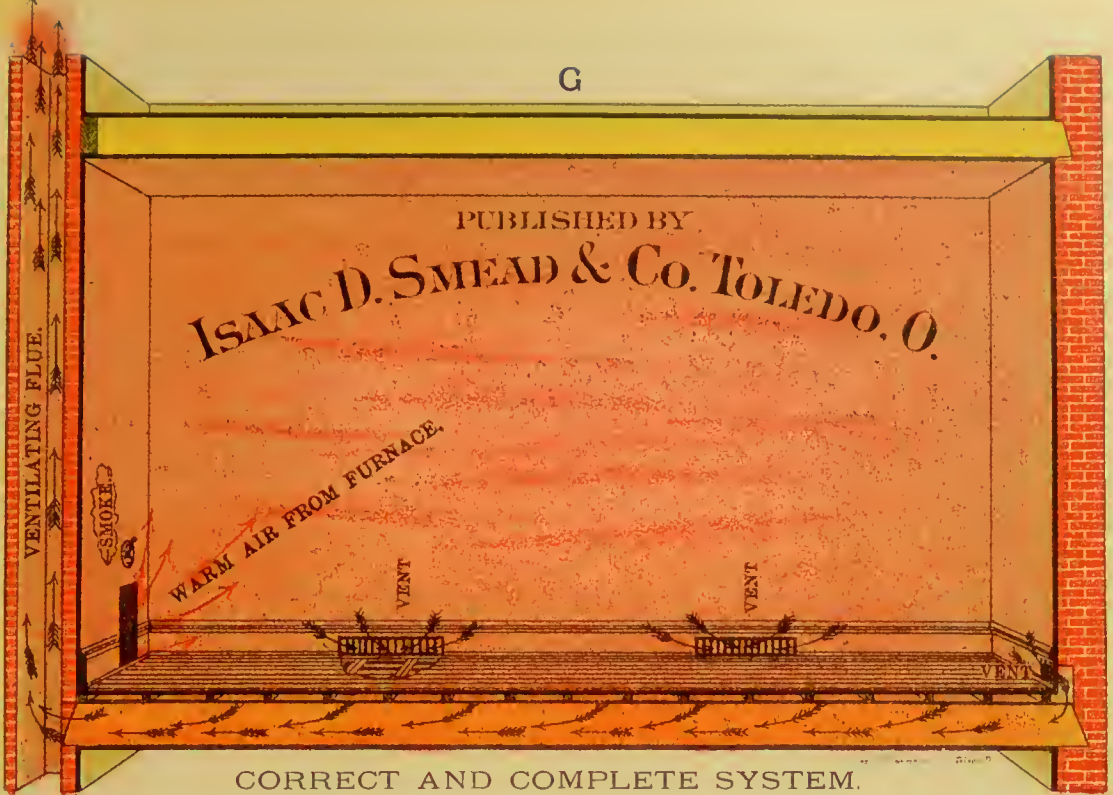 G
PUBLISHED BY
ISAAC D. SMEAD & CO. TOLEDO, O.
VENTILATING FLUE.
SMOKE.
WARM AIR FROM FURNACE.
VENT
VENT
VENT
CORRECT AND COMPLETE SYSTEM.